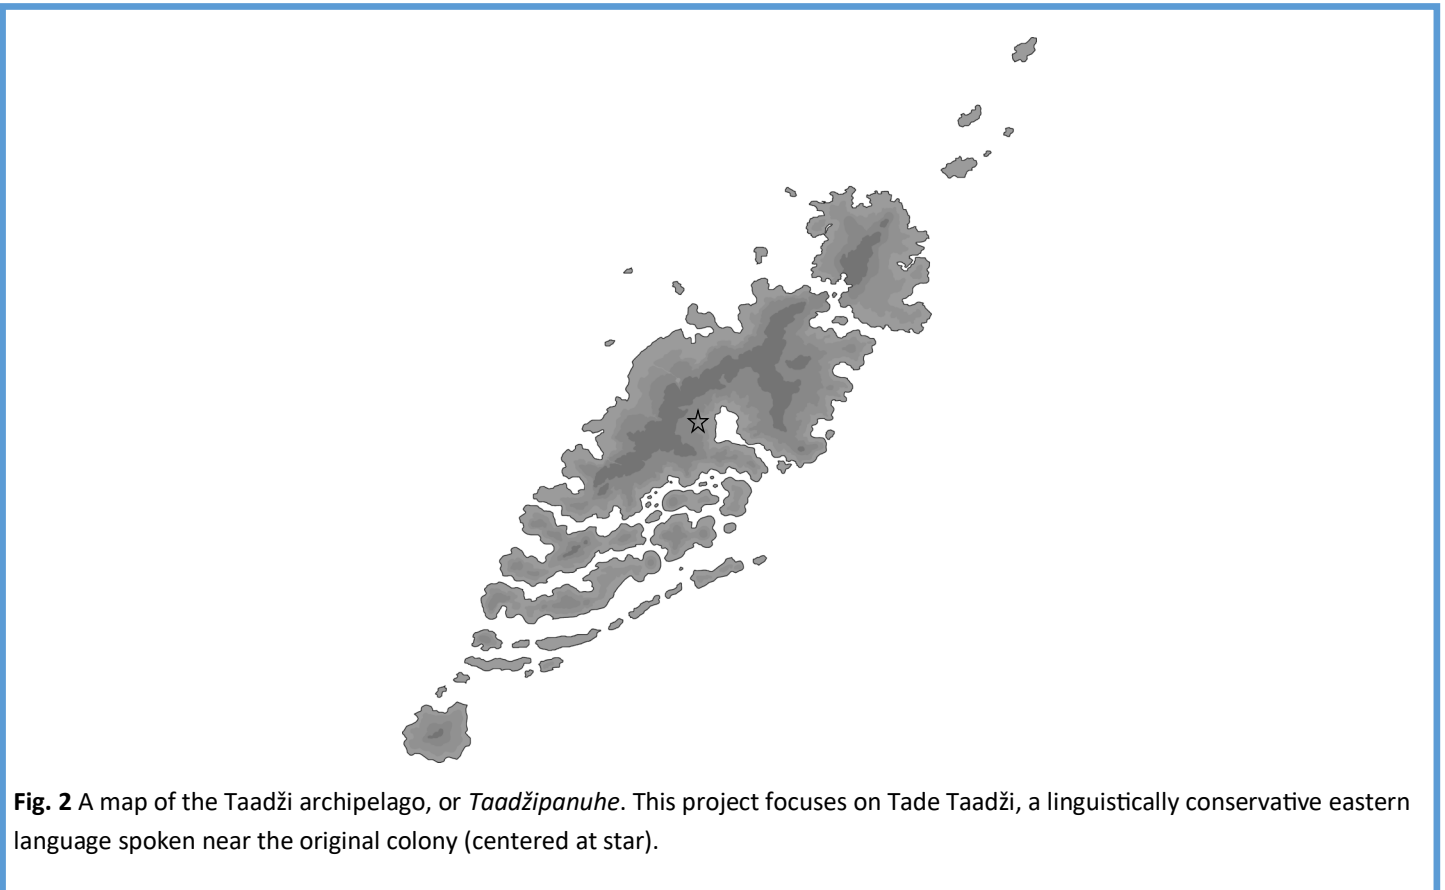 Fig. 2 A map of the Taadži archipelago, or Taadžipanuhe. This project focuses on Tade Taadži, a linguistically conservative eastern
language spoken near the original colony (centered at star).